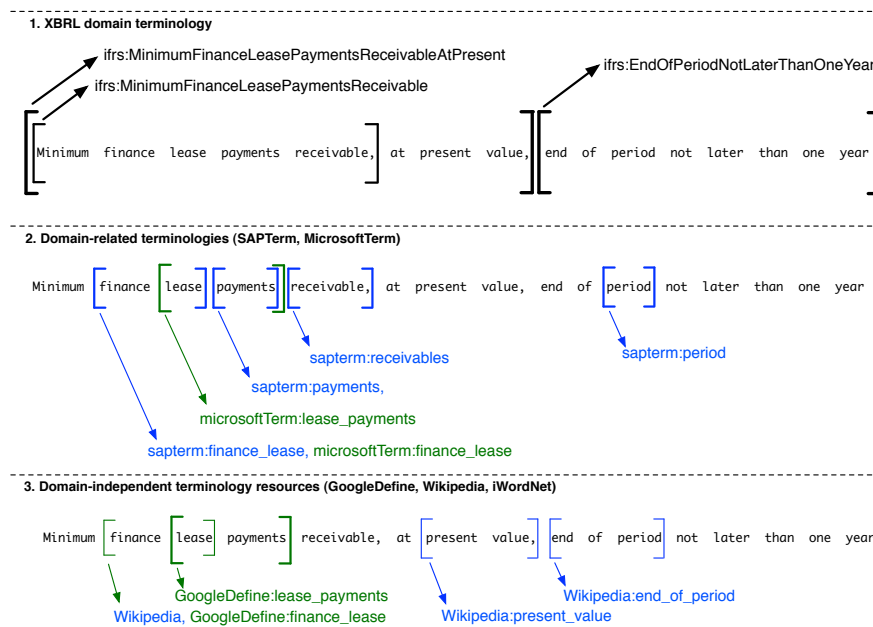 1. XBRL domain terminology
ifrs:MinimumFinanceLeasePaymentsReceivableAtPresent
ifrs:EndOfPeriodNotLaterThanOneYear
ifrs:MinimumFinanceLeasePaymentsReceivable
Minimum finance lease payments receivable, at present value, end of period not later than one year
2. Domain-related terminologies (SAPTerm, MicrosoftTerm)
Minimum finance lease payments receivable, at present value, end of period not later than one year
sapterm:receivables
sapterm:period
sapterm:payments,
microsoftTerm:lease_payments
sapterm:finance_lease, microsoftTerm:finance_lease
3. Domain-independent terminology resources (GoogleDefine, Wikipedia, iWordNet)
Minimum finance lease payments receivable, at present value, end of period not later than one year
GoogleDefine:lease_payments
Wikipedia:end_of_period
Wikipedia, GoogleDefine:finance_lease
Wikipedia:present_value